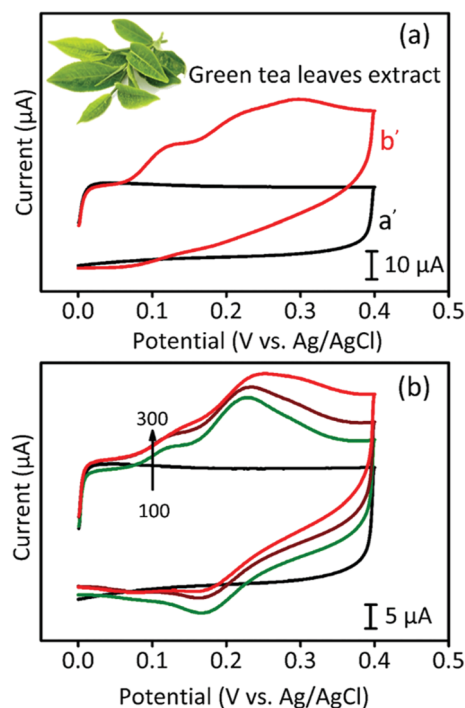 (a)
Green tea leaves extract
Current (μA)
b'
a'
10 μA
0.0 0.1 0.2 0.3 0.4 0.5
Potential (V vs. Ag/AgCl)
(b)
300
100
Current (μA)
5 μA
0.0 0.1 0.2 0.3 0.4 0.5
Potential (V vs. Ag/AgCl)